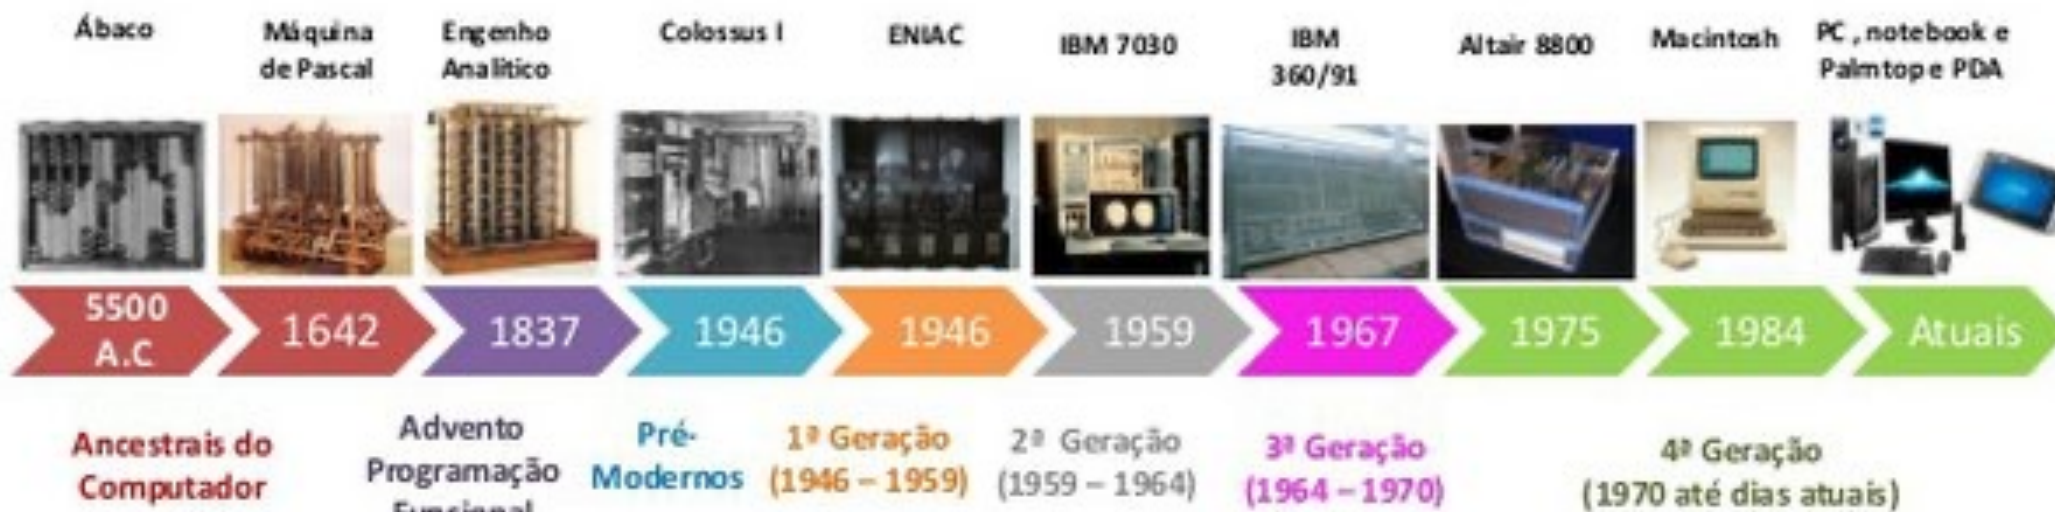 Ábaco
Máquina
de Pascal
Engenho
Analítico
Colossus I
ENIAC
IBM 7030
IBM
360/91
Altair 8800
Macintosh
PC , notebook e
Palmtop e PDA
5500
A.C
1642
1837
1946
1946
1959
1967
1975
1984
Atuais
Ancestrais do
Computador
Advento
Programação
Funcional
Pré-
Modernos
1ª Geração
(1946 – 1959)
2ª Geração
(1959 – 1964)
3ª Geração
(1964 – 1970)
4ª Geração
(1970 até dias atuais)